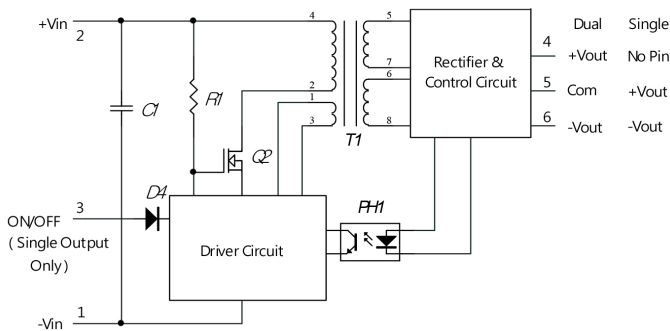 +Vin
2
4
5
Dual
Single
4
+Vout
No Pin
Rectifier &
Control Circuit
7
6
2
5
Com
+Vout
C1
R1
1
3
8
6
-Vout
-Vout
T1
Q2
D4
PH1
3
ON/OFF
( Single Output
Only )
Driver Circuit
1
-Vin